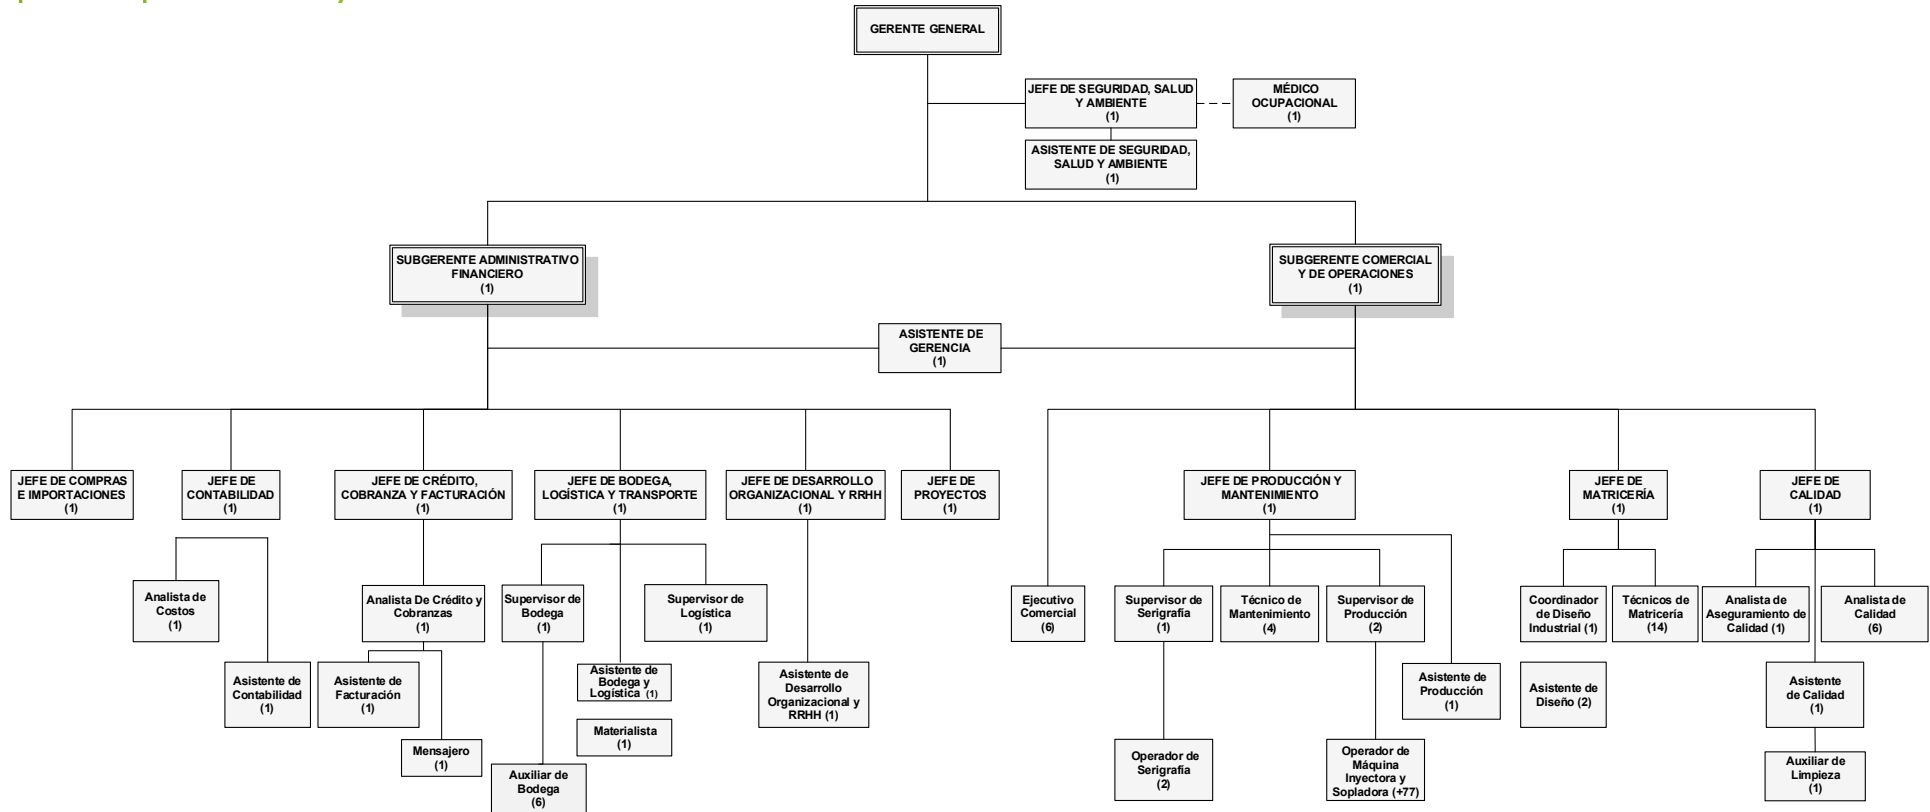 GERENTE GENERAL
JEFE DE SEGURIDAD, SALUD
Y AMBIENTE
(1)
MÉDICO
OCUPACIONAL
(1)
ASISTENTE DE SEGURIDAD,
SALUD Y AMBIENTE
(1)
SUBGERENTE ADMINISTRATIVO
FINANCIERO
(1)
SUBGERENTE COMERCIAL
Y DE OPERACIONES
(1)
ASISTENTE DE
GERENCIA
(1)
JEFE DE COMPRAS
E IMPORTACIONES
(1)
JEFE DE
CONTABILIDAD
(1)
JEFE DE CRÉDITO,
COBRANZA Y FACTURACIÓN
(1)
JEFE DE BODEGA,
LOGÍSTICA Y TRANSPORTE
(1)
JEFE DE DESARROLLO
ORGANIZACIONAL Y RRHH
(1)
JEFE DE
PROYECTOS
(1)
JEFE DE PRODUCCIÓN Y
MANTENIMIENTO
(1)
JEFE DE
MATRICERÍA
(1)
JEFE DE
CALIDAD
(1)
Analista de
Costos
(1)
Analista De Crédito y
Cobranzas
(1)
Supervisor de
Bodega
(1)
Supervisor de
Logística
(1)
Ejecutivo
Comercial
(6)
Supervisor de
Serigrafía
(1)
Técnico de
Mantenimiento
(4)
Supervisor de
Producción
(2)
Coordinador
de Diseño
Industrial (1)
Técnicos de
Matricería
(14)
Analista de
Aseguramiento de
Calidad (1)
Analista de
Calidad
(6)
Asistente de
Contabilidad
(1)
Asistente de
Facturación
(1)
Asistente de
Bodega y
Logística (1)
Asistente de
Desarrollo
Organizacional y
RRHH (1)
Asistente de
Producción
(1)
Asistente de
Diseño (2)
Asistente
de Calidad
(1)
Mensajero
(1)
Materialista
(1)
Auxiliar de
Bodega
(6)
Operador de
Serigrafía
(2)
Operador de
Máquina
Inyectora y
Sopladora (+77)
Auxiliar de
Limpieza
(1)